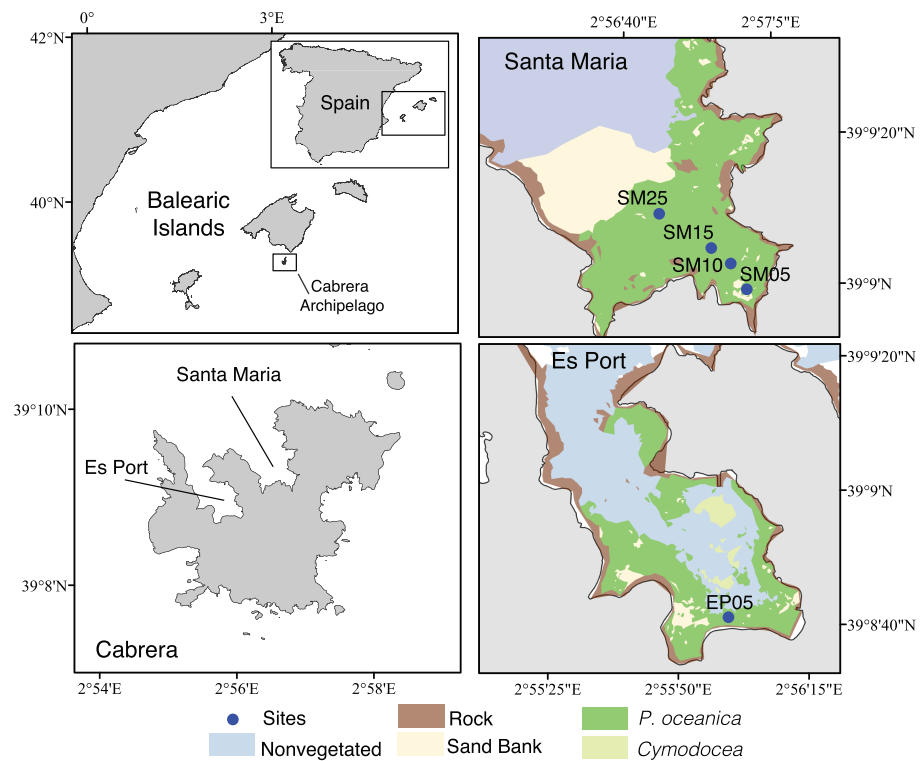 0°
3°E
42°N
40°N
Spain
Balearic
Islands
Cabrera
Archipelago
2°56'40"E
2°57'5"E
Santa Maria
39°9'20"N
39°9'N
SM25
SM15
SM10
SM05
39°10'N
39°8'N
Santa Maria
Es Port
Cabrera
2°54'E
2°56'E
2°58'E
Es Port
39°9'20"N
39°9'N
39°8'40"N
EP05
2°55'25"E
2°55'50"E
2°56'15"E
Sites
Rock
P. oceanica
Nonvegetated
Sand Bank
Cymodocea